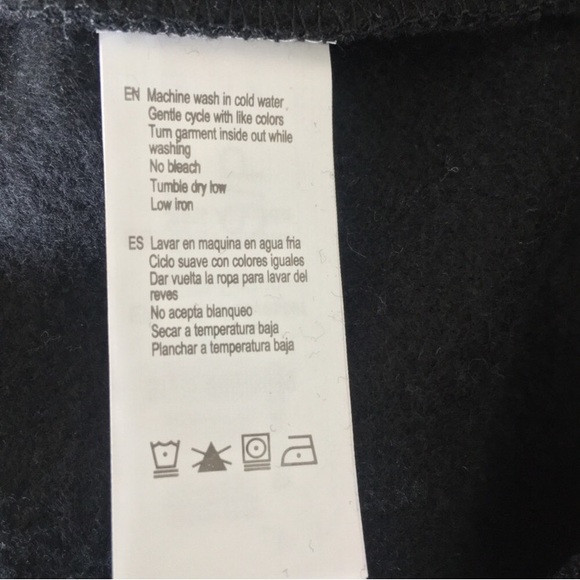 EN Machine wash in cold water
Gentle cycle with like colors
Turn garment inside out while
washing
No bleach
Tumble dry low
Low iron
ES Lavar en maquina en agua fria
Ciclo suave con colores iguales
Dar vuelta la ropa para lavar del
reves
No acepta blanqueo
Secar a temperatura baja
Planchar a temperatura baja